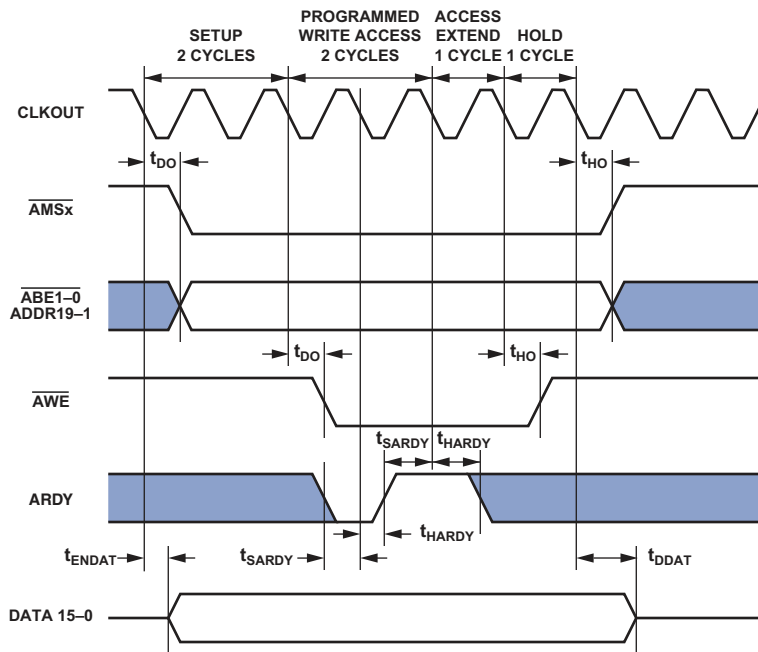 SETUP
2 CYCLES
PROGRAMMED
WRITE ACCESS
2 CYCLES
ACCESS
EXTEND
1 CYCLE
HOLD
1 CYCLE
CLKOUT
tDO
tHO
AMSx
ABE1–0
ADDR19–1
tDO
tHO
AWE
tSARDY
tHARDY
ARDY
tHARDY
tENDAT
tSARDY
tDDAT
DATA 15–0